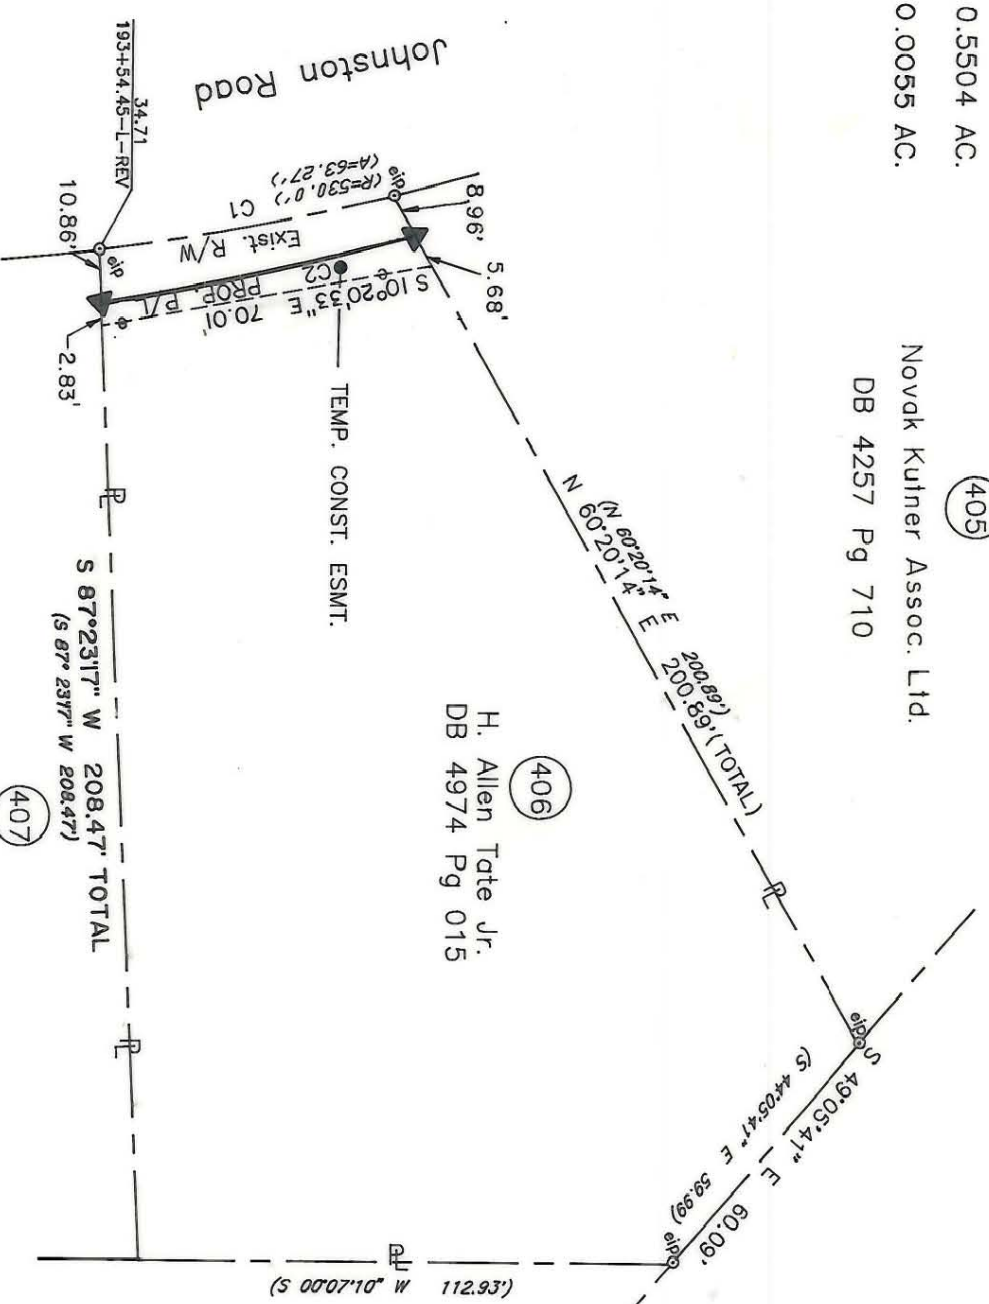 0.5504 AC.
0.0055 AC.
(405)
Novak Kutner Assoc. Ltd.
DB 4257 Pg 710
Johnston Road
34.71
193+54.45-L-REV
10.86'
eip
(R=530.0')
(A=63.27')
C1
Exist. R/W
eip
8.96'
5.68'
C2
PROP. R/L
S 10°20'33" E 70.01'
2.83'
TEMP. CONST. ESMT.
(N 60°20'14" E 200.89')
N 60°20'14" E 200.89' (TOTAL)
PL
(406)
H. Allen Tate Jr.
DB 4974 Pg 015
PL
S 87°23'17" W 208.47' TOTAL
(S 87° 23'17" W 208.47')
(407)
PL
eip
S 49°05'41" E 60.09'
(S 44°05'41" E 59.99)
eip
PL
(S 00°07'10" W 112.93')